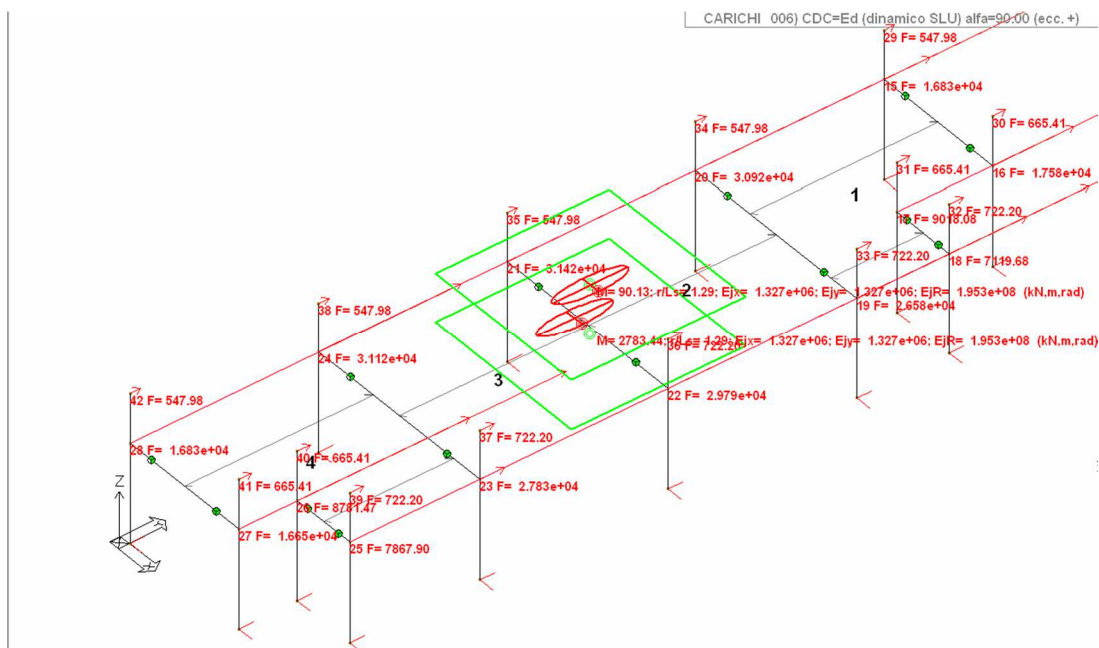 CARICHI 006) CDC=Ed (dinamico SLU) alfa=90.00 (ecc. +)
29 F= 547.98
15 F= 1.683e+04
30 F= 665.41
34 F= 547.98
31 F= 665.41
16 F= 1.758e+04
20 F= 3.092e+04
1
32 F= 722.20
17 F= 9018.08
35 F= 547.98
33 F= 722.20
18 F= 7119.68
21 F= 3.142e+04
2
M= 90.13; r/Ls= 1.29; Ejx= 1.327e+06; Ejy= 1.327e+06; EjR= 1.953e+08 (kN,m,rad)
19 F= 2.658e+04
38 F= 547.98
M= 2783.44; r/Ls= 1.29; Ejx= 1.327e+06; Ejy= 1.327e+06; EjR= 1.953e+08 (kN,m,rad)
36 F= 722.20
24 F= 3.112e+04
3
22 F= 2.979e+04
42 F= 547.98
37 F= 722.20
28 F= 1.683e+04
40 F= 665.41
4
Z
41 F= 665.41
39 F= 722.20
23 F= 2.783e+04
26 F= 8781.47
27 F= 1.665e+04
25 F= 7867.90